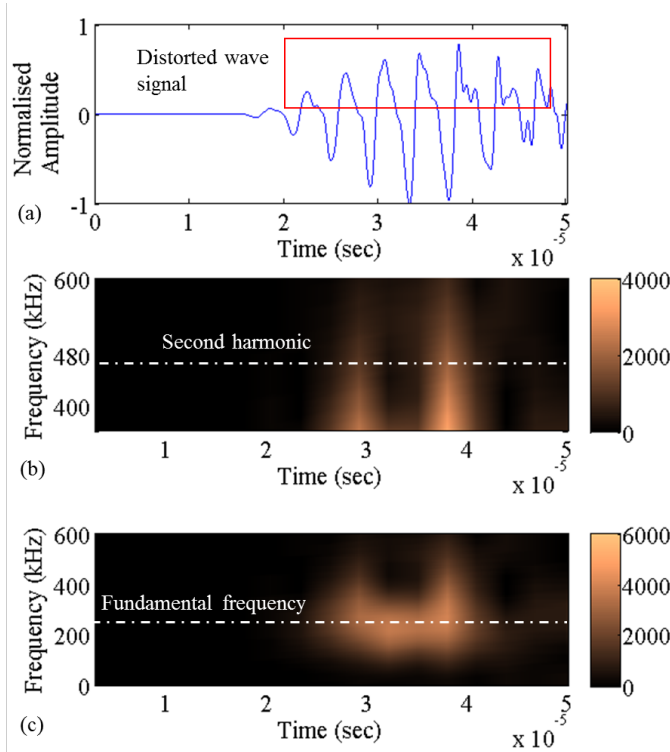 Distorted wave
signal
Normalised
Amplitude
1
0
-1
(a)
0 1 2 3 4 5
Time (sec)
x 10⁻⁵
600
480
400
Frequency (kHz)
Second harmonic
4000
2000
0
(b)
1 2 3 4 5
Time (sec)
x 10⁻⁵
600
400
200
0
Frequency (kHz)
Fundamental frequency
6000
4000
2000
0
(c)
1 2 3 4 5
Time (sec)
x 10⁻⁵